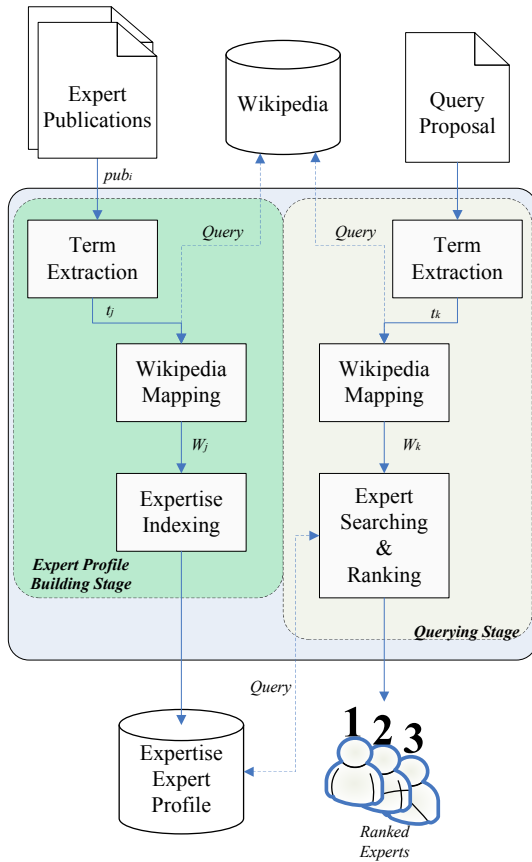 Expert
Publications
Wikipedia
Query
Proposal
pubi
Term
Extraction
Query
Query
Term
Extraction
tj
tk
Wikipedia
Mapping
Wikipedia
Mapping
Wj
Wk
Expertise
Indexing
Expert
Searching
&
Ranking
Expert Profile
Building Stage
Querying Stage
Query
Expertise
Expert
Profile
1
2
3
Ranked
Experts